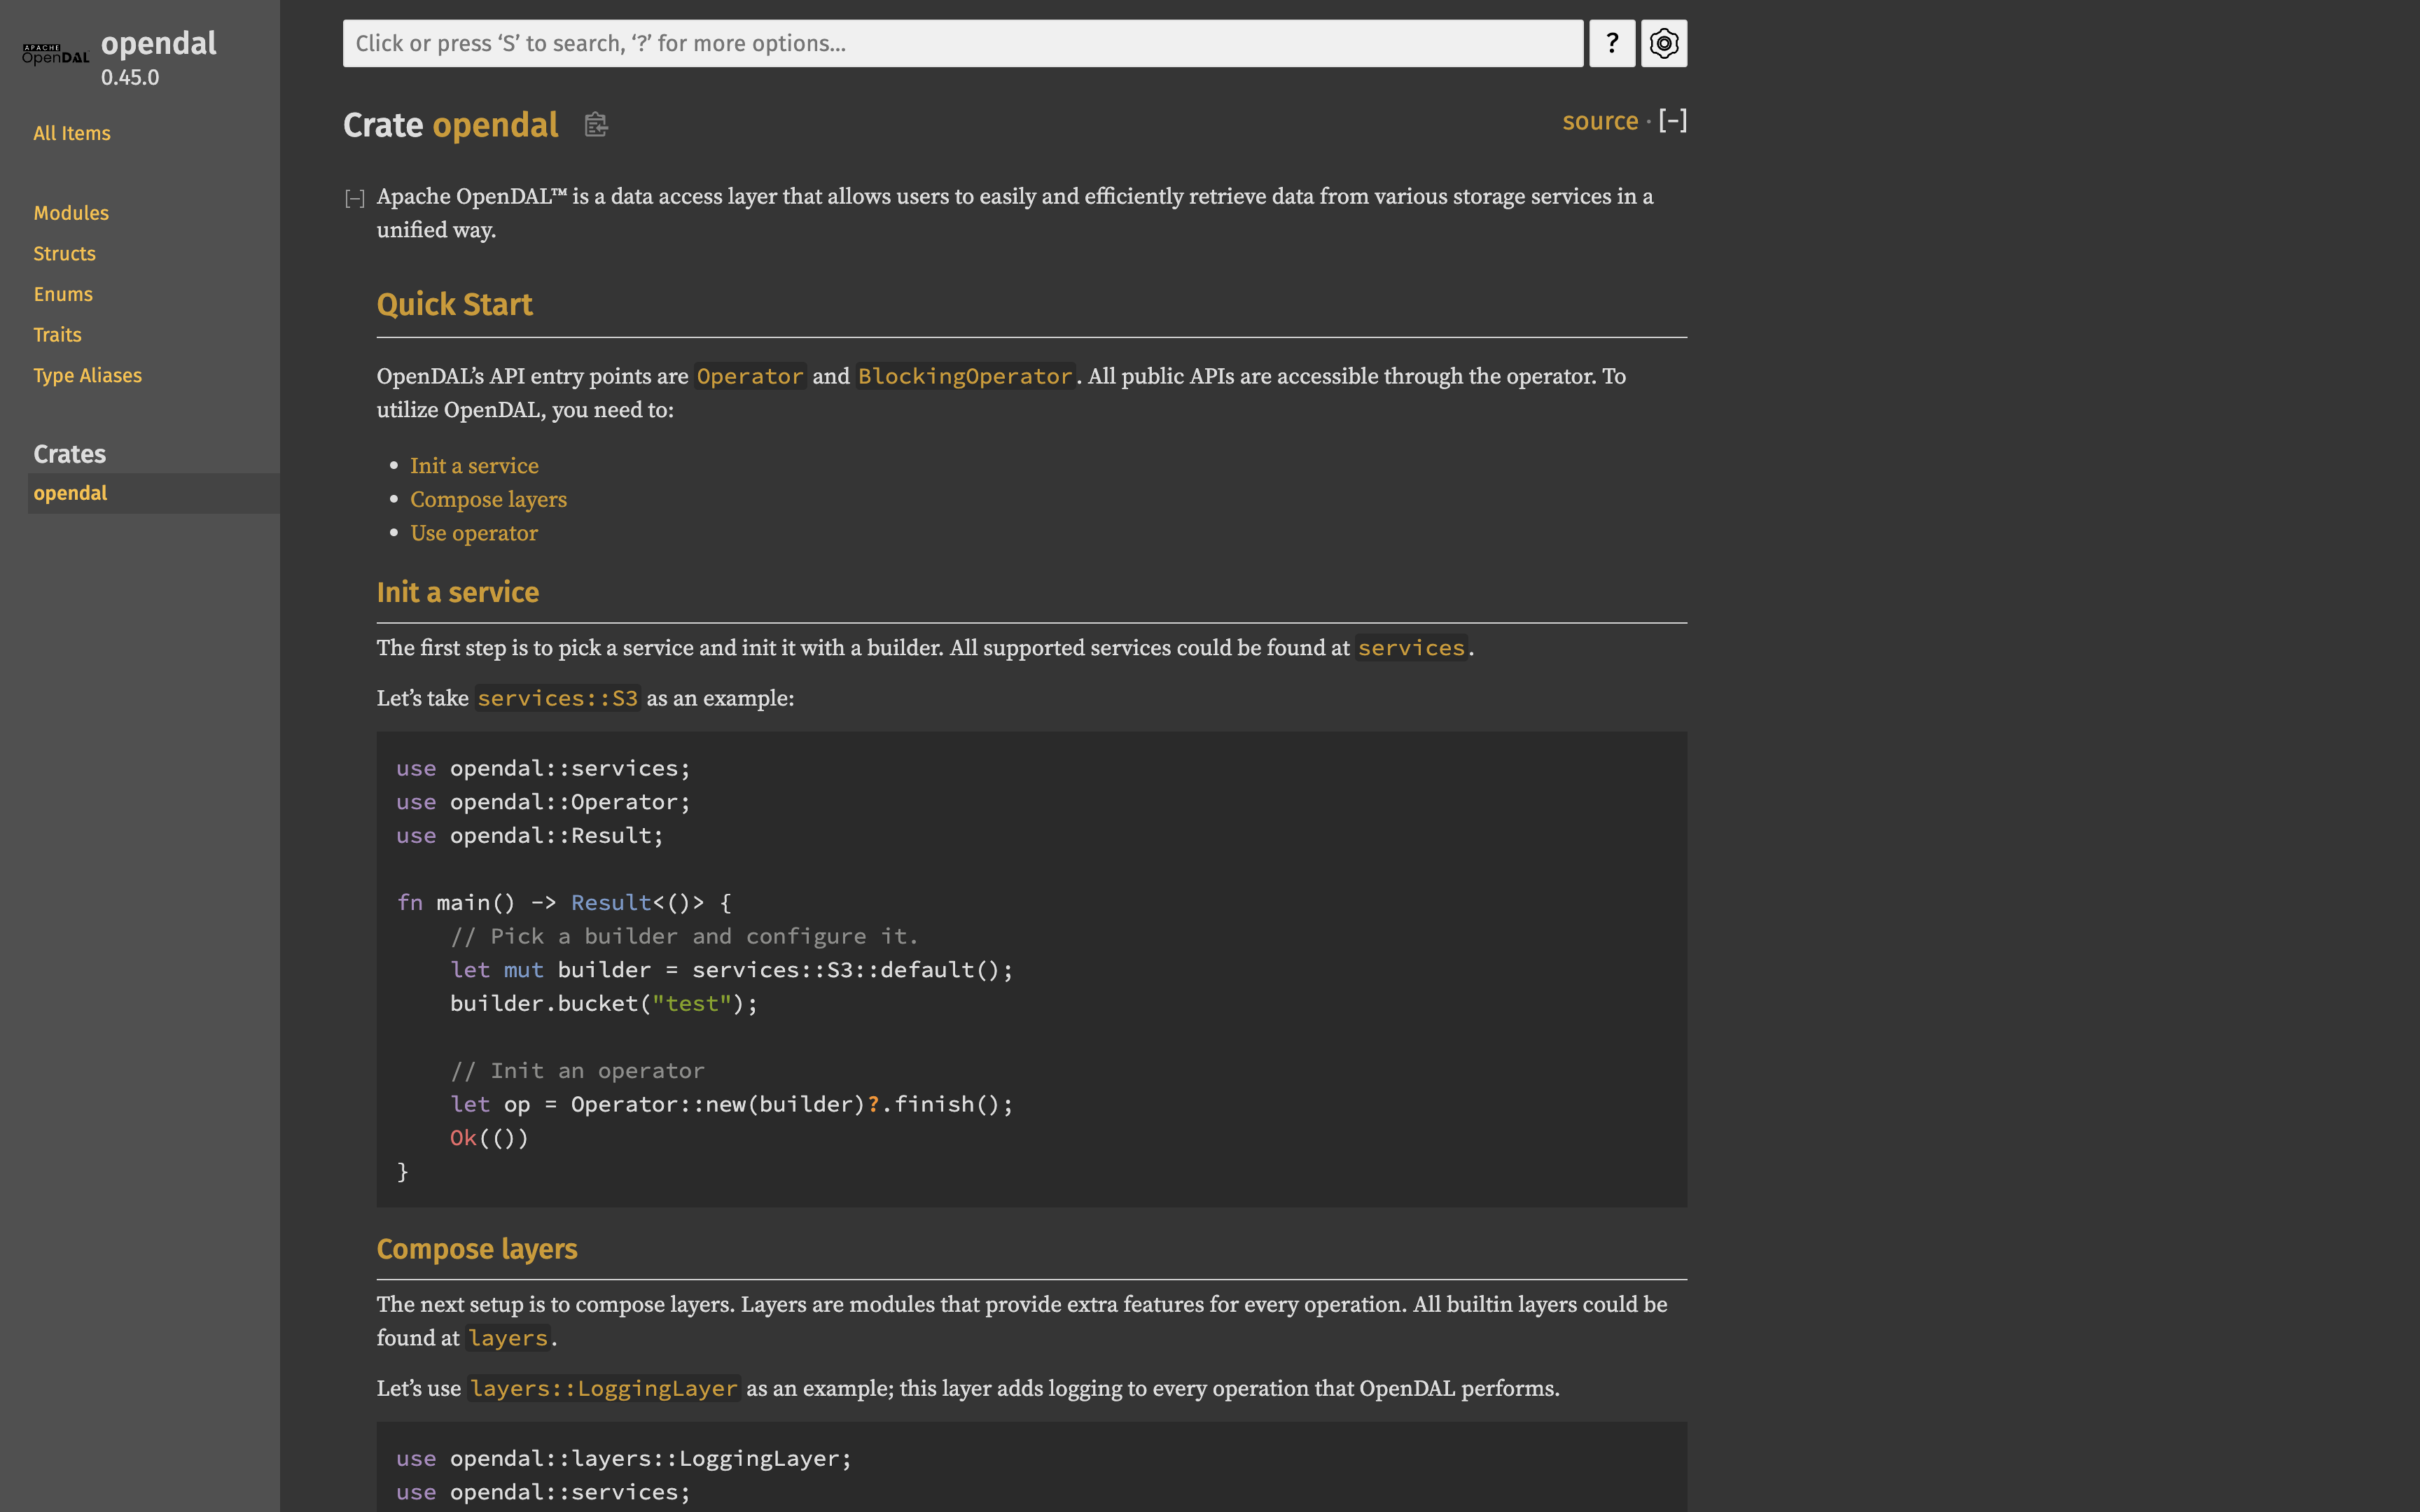 APACHE
OpenDAL
opendal
0.45.0
All Items
Modules
Structs
Enums
Traits
Type Aliases
Crates
opendal
Click or press ‘S’ to search, ‘?’ for more options…
?
Crate opendal
source · [−]
[−] Apache OpenDAL™ is a data access layer that allows users to easily and efficiently retrieve data from various storage services in a
unified way.
Quick Start
OpenDAL’s API entry points are Operator and BlockingOperator. All public APIs are accessible through the operator. To
utilize OpenDAL, you need to:
• Init a service
• Compose layers
• Use operator
Init a service
The first step is to pick a service and init it with a builder. All supported services could be found at services.
Let’s take services::S3 as an example:
use opendal::services;
use opendal::Operator;
use opendal::Result;
fn main() -> Result<()> {
    // Pick a builder and configure it.
    let mut builder = services::S3::default();
    builder.bucket("test");
    // Init an operator
    let op = Operator::new(builder)?.finish();
    Ok(())
}
Compose layers
The next setup is to compose layers. Layers are modules that provide extra features for every operation. All builtin layers could be
found at layers.
Let’s use layers::LoggingLayer as an example; this layer adds logging to every operation that OpenDAL performs.
use opendal::layers::LoggingLayer;
use opendal::services;